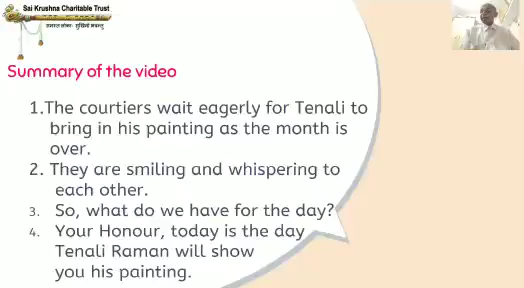 Sai Krushna Charitable Trust
समस्ता लोकाः सुखिनो भवन्तु
Summary of the video
1.The courtiers wait eagerly for Tenali to
bring in his painting as the month is
over.
2. They are smiling and whispering to
each other.
3. So, what do we have for the day?
4. Your Honour, today is the day
Tenali Raman will show
you his painting.